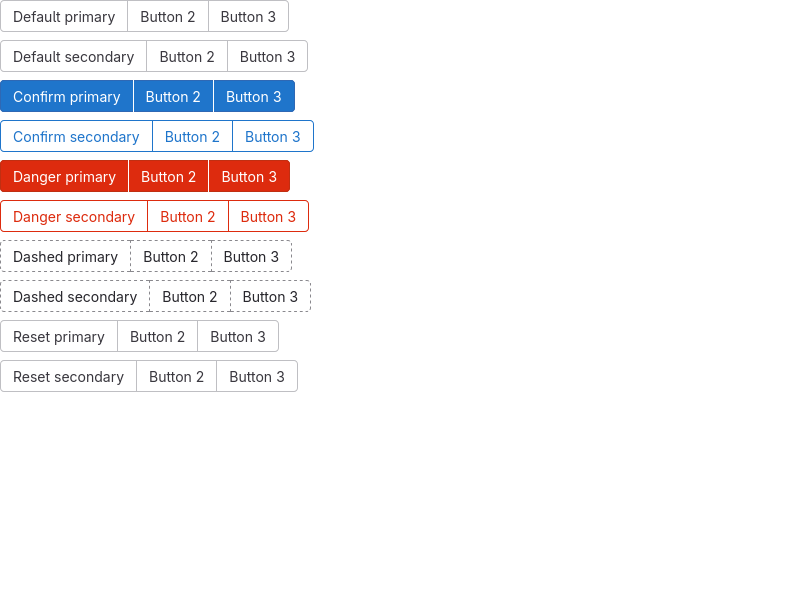 Default primary Button 2 Button 3
Default secondary Button 2 Button 3
Confirm primary Button 2 Button 3
Confirm secondary Button 2 Button 3
Danger primary Button 2 Button 3
Danger secondary Button 2 Button 3
Dashed primary Button 2 Button 3
Dashed secondary Button 2 Button 3
Reset primary Button 2 Button 3
Reset secondary Button 2 Button 3